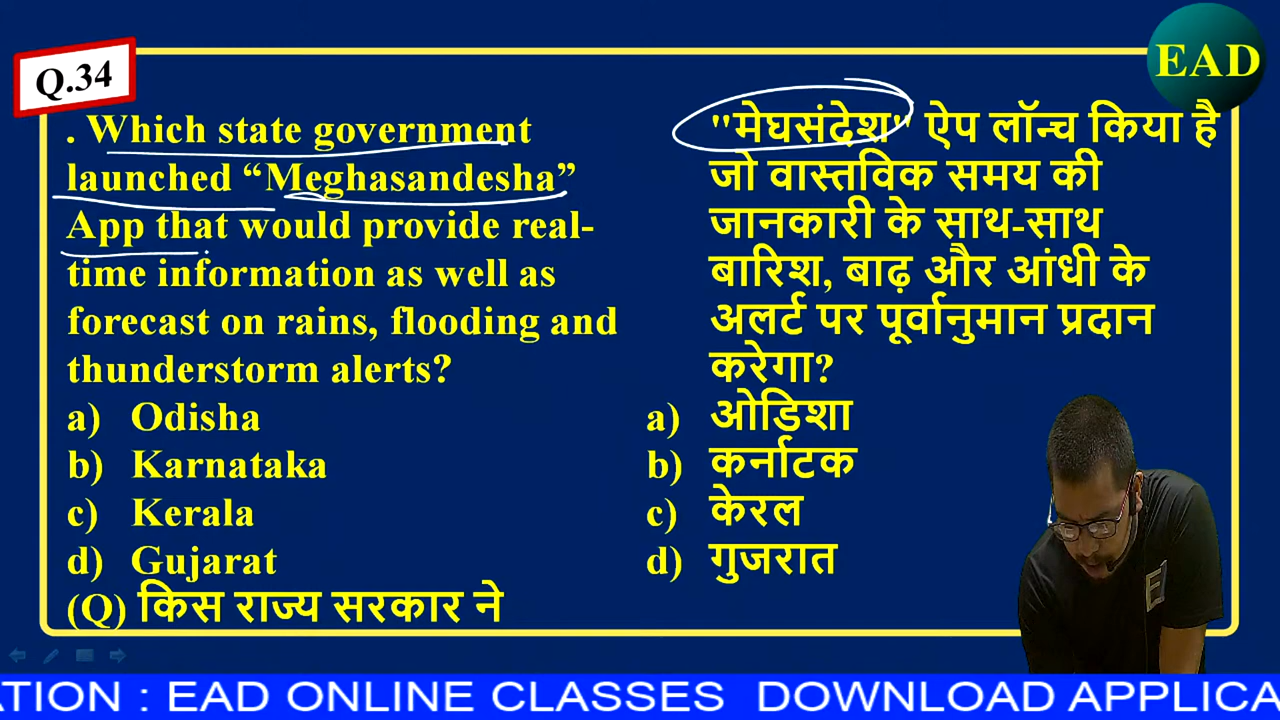 Q.34
EAD
. Which state government
launched “Meghasandesha”
App that would provide real-
time information as well as
forecast on rains, flooding and
thunderstorm alerts?
a) Odisha
b) Karnataka
c) Kerala
d) Gujarat
(Q) किस राज्य सरकार ने
"मेघसंदेश" ऐप लॉन्च किया है
जो वास्तविक समय की
जानकारी के साथ-साथ
बारिश, बाढ़ और आंधी के
अलर्ट पर पूर्वानुमान प्रदान
करेगा?
a) ओडिशा
b) कर्नाटक
c) केरल
d) गुजरात
E
ATION : EAD ONLINE CLASSES DOWNLOAD APPLICA